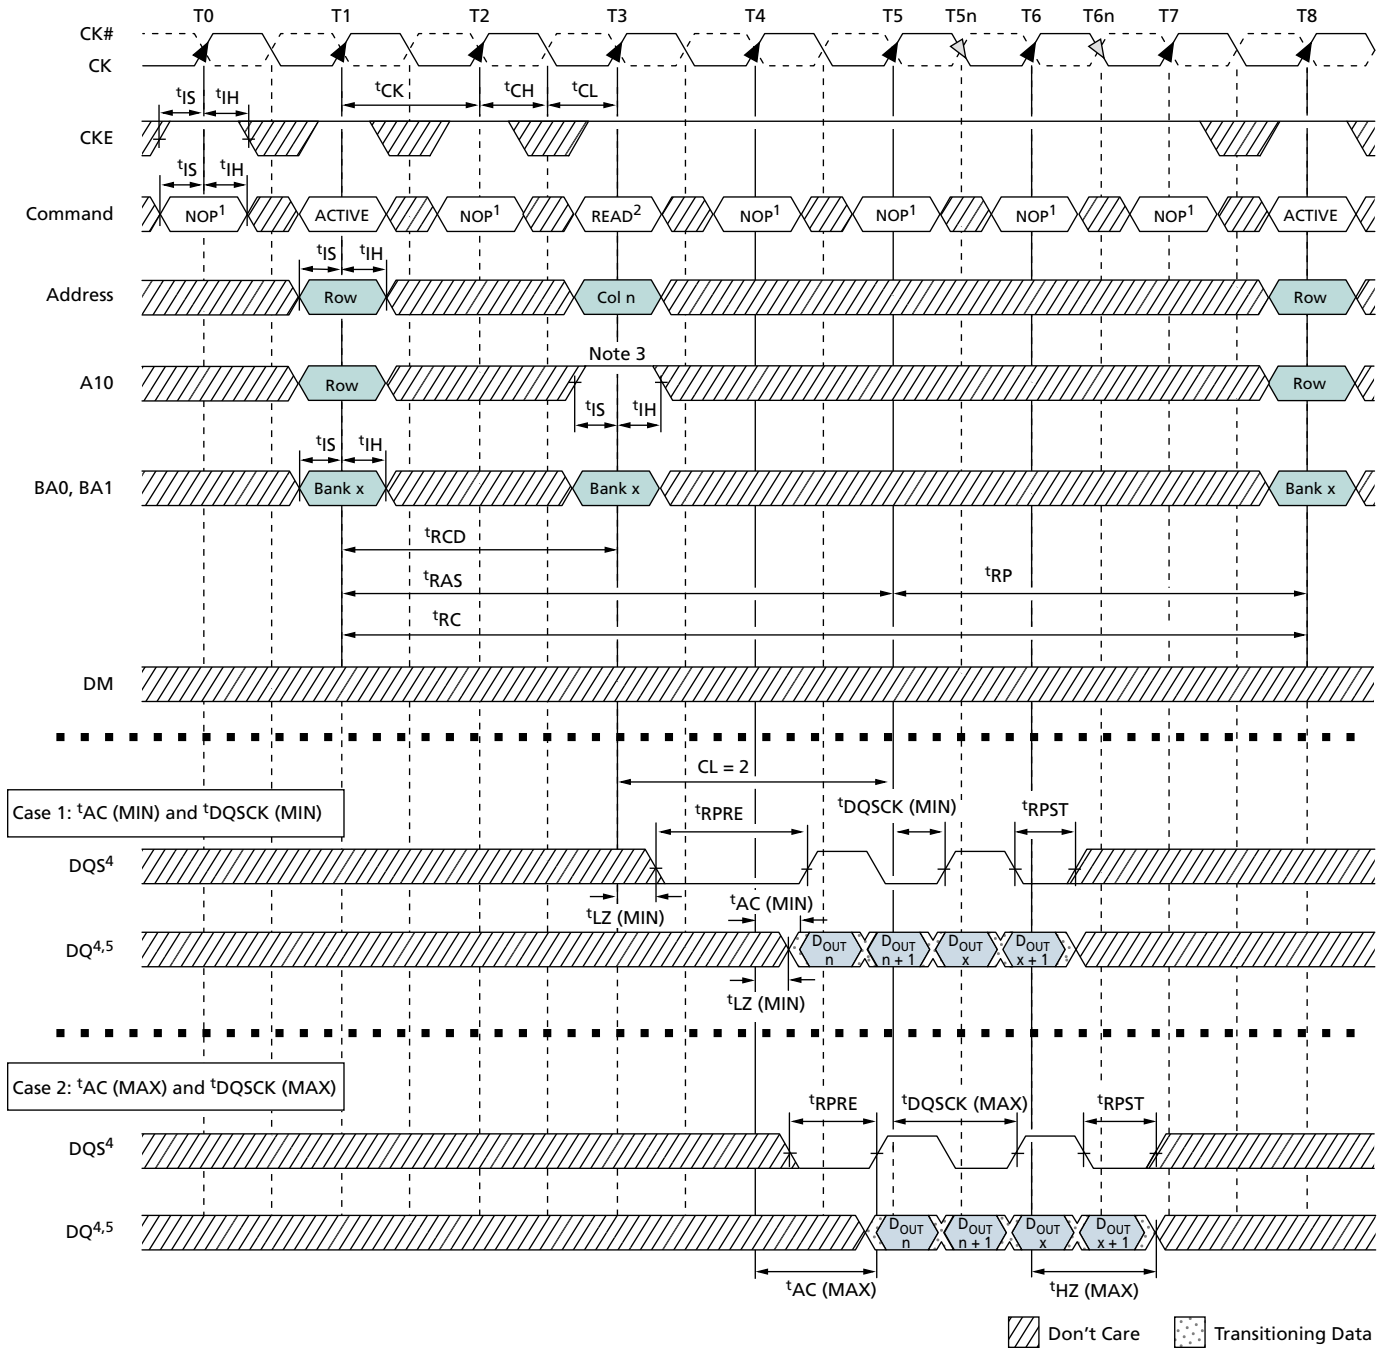 T0 T1 T2 T3 T4 T5 T5n T6 T6n T7 T8
CK#
CK
tIS tIH tCK tCH tCL
CKE
tIS tIH
Command NOP1 ACTIVE NOP1 READ2 NOP1 NOP1 NOP1 NOP1 ACTIVE
tIS tIH
Address Row Col n Row
Note 3
A10 Row Row
tIS tIH
tIS tIH
BA0, BA1 Bank x Bank x Bank x
tRCD
tRAS tRP
tRC
DM
CL = 2
Case 1: tAC (MIN) and tDQSCK (MIN)
tRPRE tDQSCK (MIN) tRPST
DQS4
tLZ (MIN) tAC (MIN)
DQ4,5 DOUT n DOUT n + 1 DOUT x DOUT x + 1
tLZ (MIN)
Case 2: tAC (MAX) and tDQSCK (MAX)
tRPRE tDQSCK (MAX) tRPST
DQS4
DQ4,5 DOUT n DOUT n + 1 DOUT x DOUT x + 1
tAC (MAX) tHZ (MAX)
Don't Care Transitioning Data